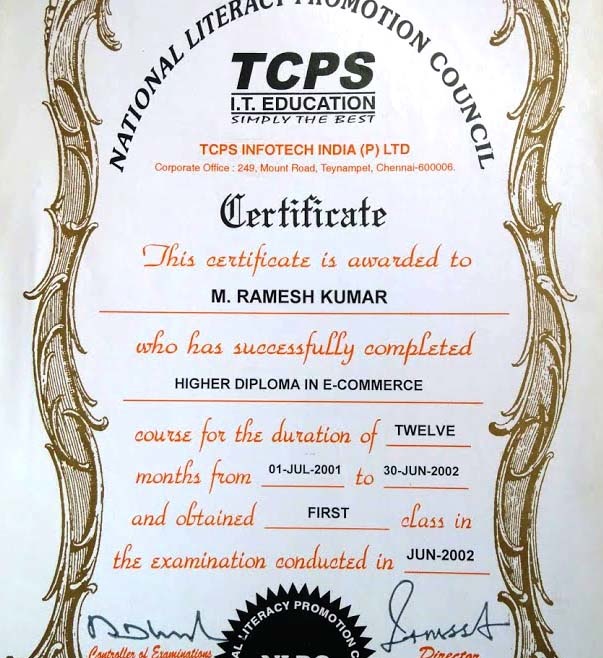 NATIONAL LITERACY PROMOTION COUNCIL
TCPS
I.T. EDUCATION
SIMPLY THE BEST
TCPS INFOTECH INDIA (P) LTD
Corporate Office : 249, Mount Road, Teynampet, Chennai-600006.
Certificate
This certificate is awarded to
M. RAMESH KUMAR
who has successfully completed
HIGHER DIPLOMA IN E-COMMERCE
course for the duration of TWELVE
months from 01-JUL-2001 to 30-JUN-2002
and obtained FIRST class in
the examination conducted in JUN-2002
LITERACY PROMOTION
Controller of Examinations
Director